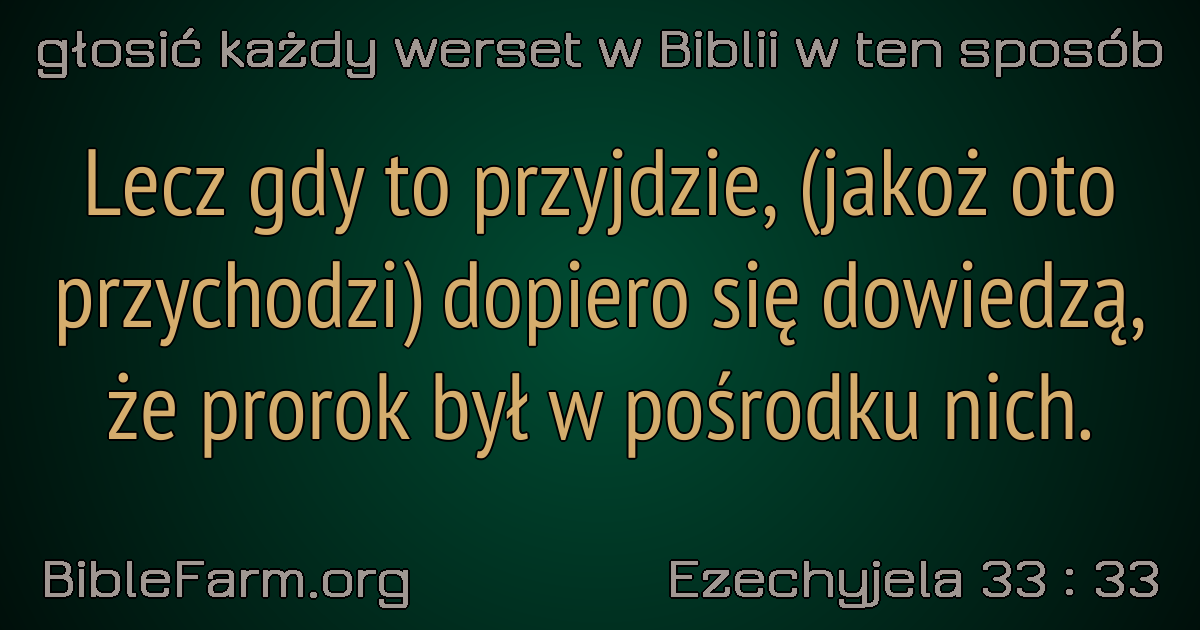 głosić każdy werset w Biblii w ten sposób
Lecz gdy to przyjdzie, (jakoż oto
przychodzi) dopiero się dowiedzą,
że prorok był w pośrodku nich.
BibleFarm.org
Ezechyjela 33 : 33